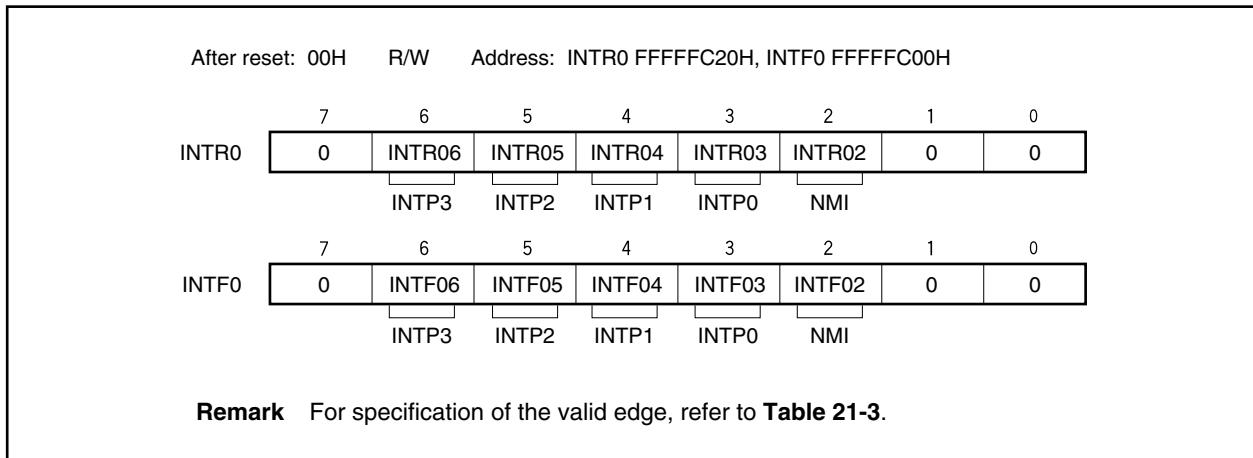 After reset: 00H R/W Address: INTR0 FFFFFC20H, INTF0 FFFFFC00H
7 6 5 4 3 2 1 0
INTR0 0 INTR06 INTR05 INTR04 INTR03 INTR02 0 0
INTP3 INTP2 INTP1 INTP0 NMI
7 6 5 4 3 2 1 0
INTF0 0 INTF06 INTF05 INTF04 INTF03 INTF02 0 0
INTP3 INTP2 INTP1 INTP0 NMI
Remark For specification of the valid edge, refer to Table 21-3.